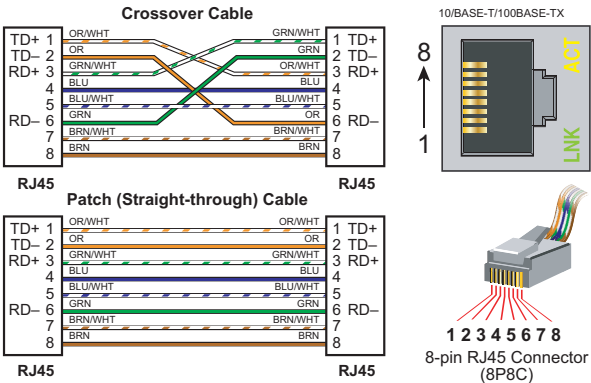 Crossover Cable
TD+ 1 OR/WHT GRN/WHT 1 TD+
TD– 2 OR GRN 2 TD–
RD+ 3 GRN/WHT OR/WHT 3 RD+
4 BLU BLU 4
5 BLU/WHT BLU/WHT 5
RD– 6 GRN OR 6 RD–
7 BRN/WHT BRN/WHT 7
8 BRN BRN 8
RJ45 RJ45
Patch (Straight-through) Cable
TD+ 1 OR/WHT OR/WHT 1 TD+
TD– 2 OR OR 2 TD–
RD+ 3 GRN/WHT GRN/WHT 3 RD+
4 BLU BLU 4
5 BLU/WHT BLU/WHT 5
RD– 6 GRN GRN 6 RD–
7 BRN/WHT BRN/WHT 7
8 BRN BRN 8
RJ45 RJ45
10/BASE-T/100BASE-TX
8
1
ACT
LNK
1 2 3 4 5 6 7 8
8-pin RJ45 Connector
(8P8C)